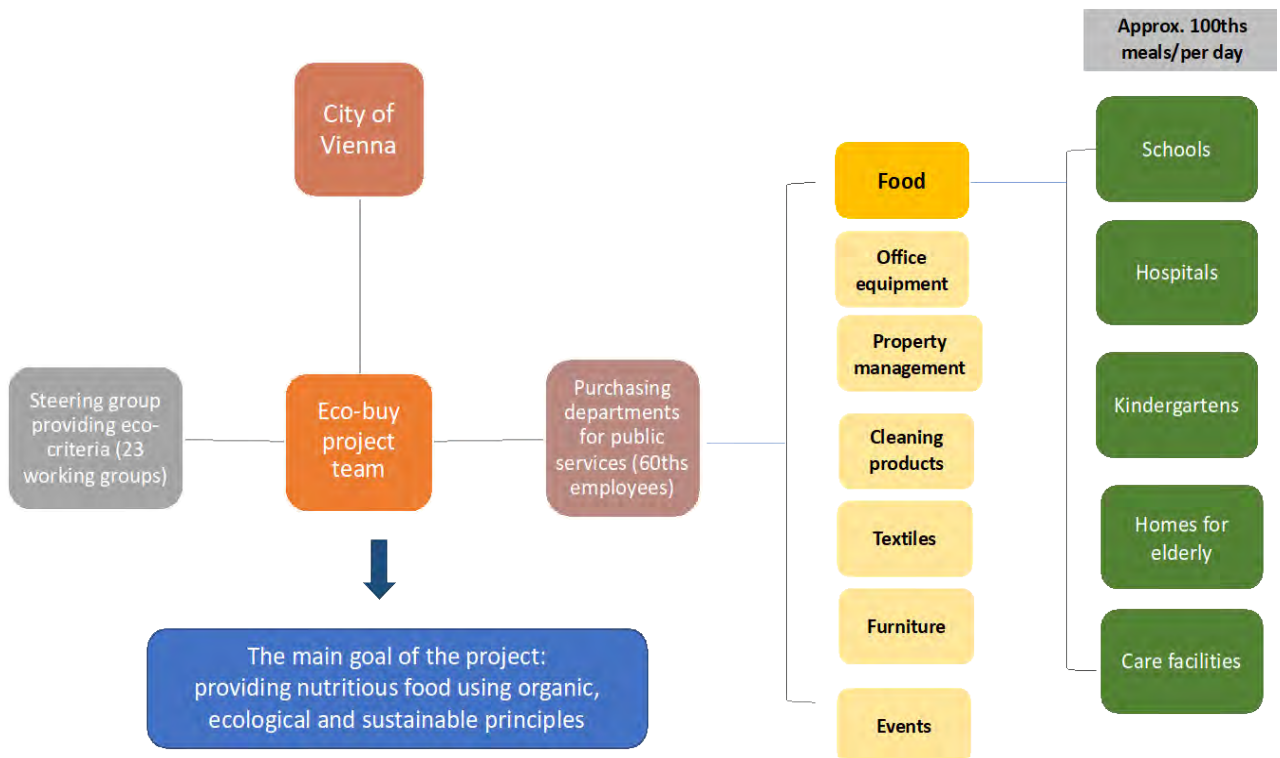 City of
Vienna
Steering group
providing eco-
criteria (23
working groups)
Eco-buy
project
team
Purchasing
departments
for public
services (60ths
employees)
The main goal of the project:
providing nutritious food using organic,
ecological and sustainable principles
Food
Office
equipment
Property
management
Cleaning
products
Textiles
Furniture
Events
Approx. 100ths
meals/per day
Schools
Hospitals
Kindergartens
Homes for
elderly
Care facilities